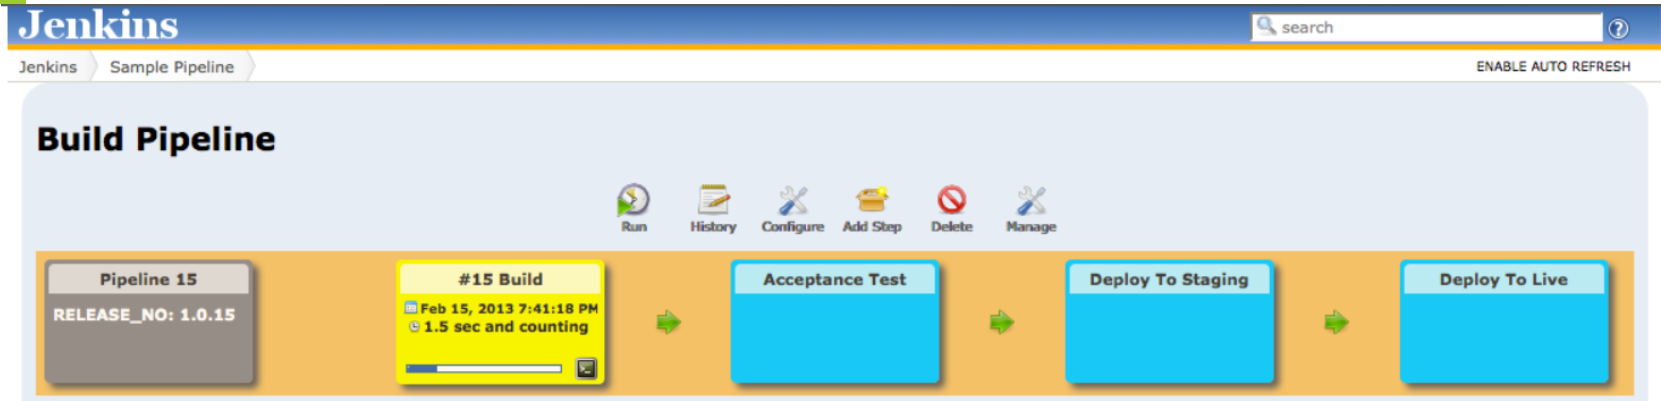 Jenkins
search
Jenkins
Sample Pipeline
ENABLE AUTO REFRESH
Build Pipeline
Run
History
Configure
Add Step
Delete
Manage
Pipeline 15
RELEASE_NO: 1.0.15
#15 Build
Feb 15, 2013 7:41:18 PM
1.5 sec and counting
Acceptance Test
Deploy To Staging
Deploy To Live